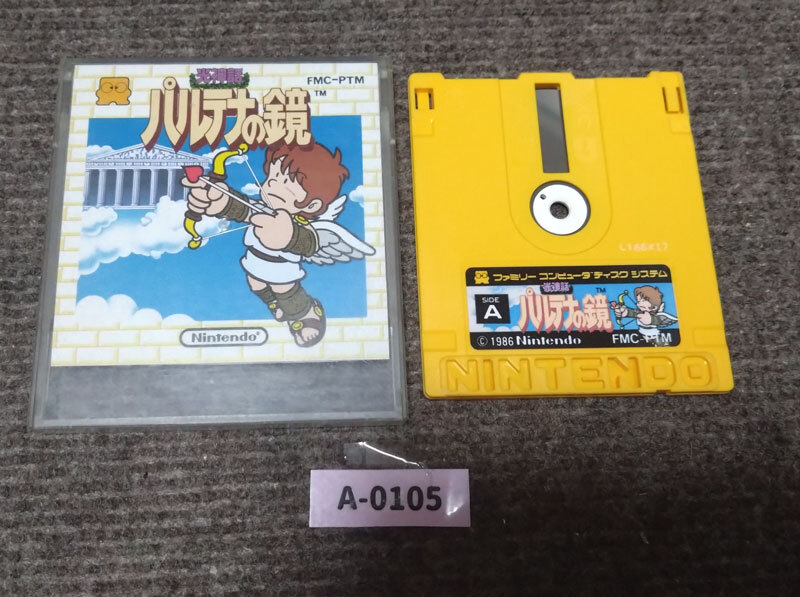 光神話
パルテナの鏡
TM
FMC-PTM
Nintendo
ファミリー コンピュータ ディスク システム
光神話
SIDE
A
パルテナの鏡
TM
© 1986 Nintendo
FMC-PTM
NINTENDO
A-0105